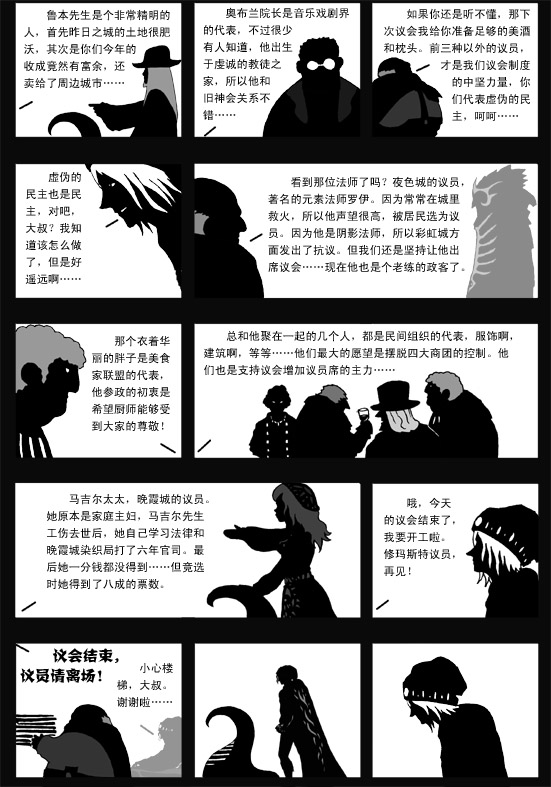 鲁本先生是个非常精明的
人，首先昨日之城的土地很肥
沃，其次是你们今年的
收成竟然有富余，还
卖给了周边城市……
奥布兰院长是音乐戏剧界
的代表，不过很少
有人知道，他出生
于虔诚的教徒之
家，所以他和
旧神会关系不
错……
如果你还是听不懂，那下
次议会我给你准备足够的美酒
和枕头。前三种以外的议员，
才是我们议会制度
的中坚力量，你
们代表虚伪的民
主，呵呵……
虚伪的
民主也是民
主，对吧，
大叔？我知
道该怎么做
了，但是好
遥远啊……
看到那位法师了吗？夜色城的议员，
著名的元素法师罗伊。因为常常在城里
救火，所以他声望很高，被居民选为议
员。因为他是阴影法师，所以彩虹城方
面发出了抗议。但我们还是坚持让他出
席议会……现在他也是个老练的政客了。
那个衣着华
丽的胖子是美食
家联盟的代表，
他参政的初衷是
希望厨师能够受
到大家的尊敬！
总和他聚在一起的几个人，都是民间组织的代表，服饰啊，
建筑啊，等等……他们最大的愿望是摆脱四大商团的控制。他
们也是支持议会增加议员席的主力……
马吉尔太太，晚霞城的议员。
她原本是家庭主妇，马吉尔先生
工伤去世后，她自己学习法律和
晚霞城染织局打了六年官司。最
后她一分钱都没得到……但竞选
时她得到了八成的票数。
哦，今天
的议会结束了，
我要开工啦。
修玛斯特议员，
再见！
议会结束，
议员请离场！
小心楼
梯，大叔。
谢谢啦……